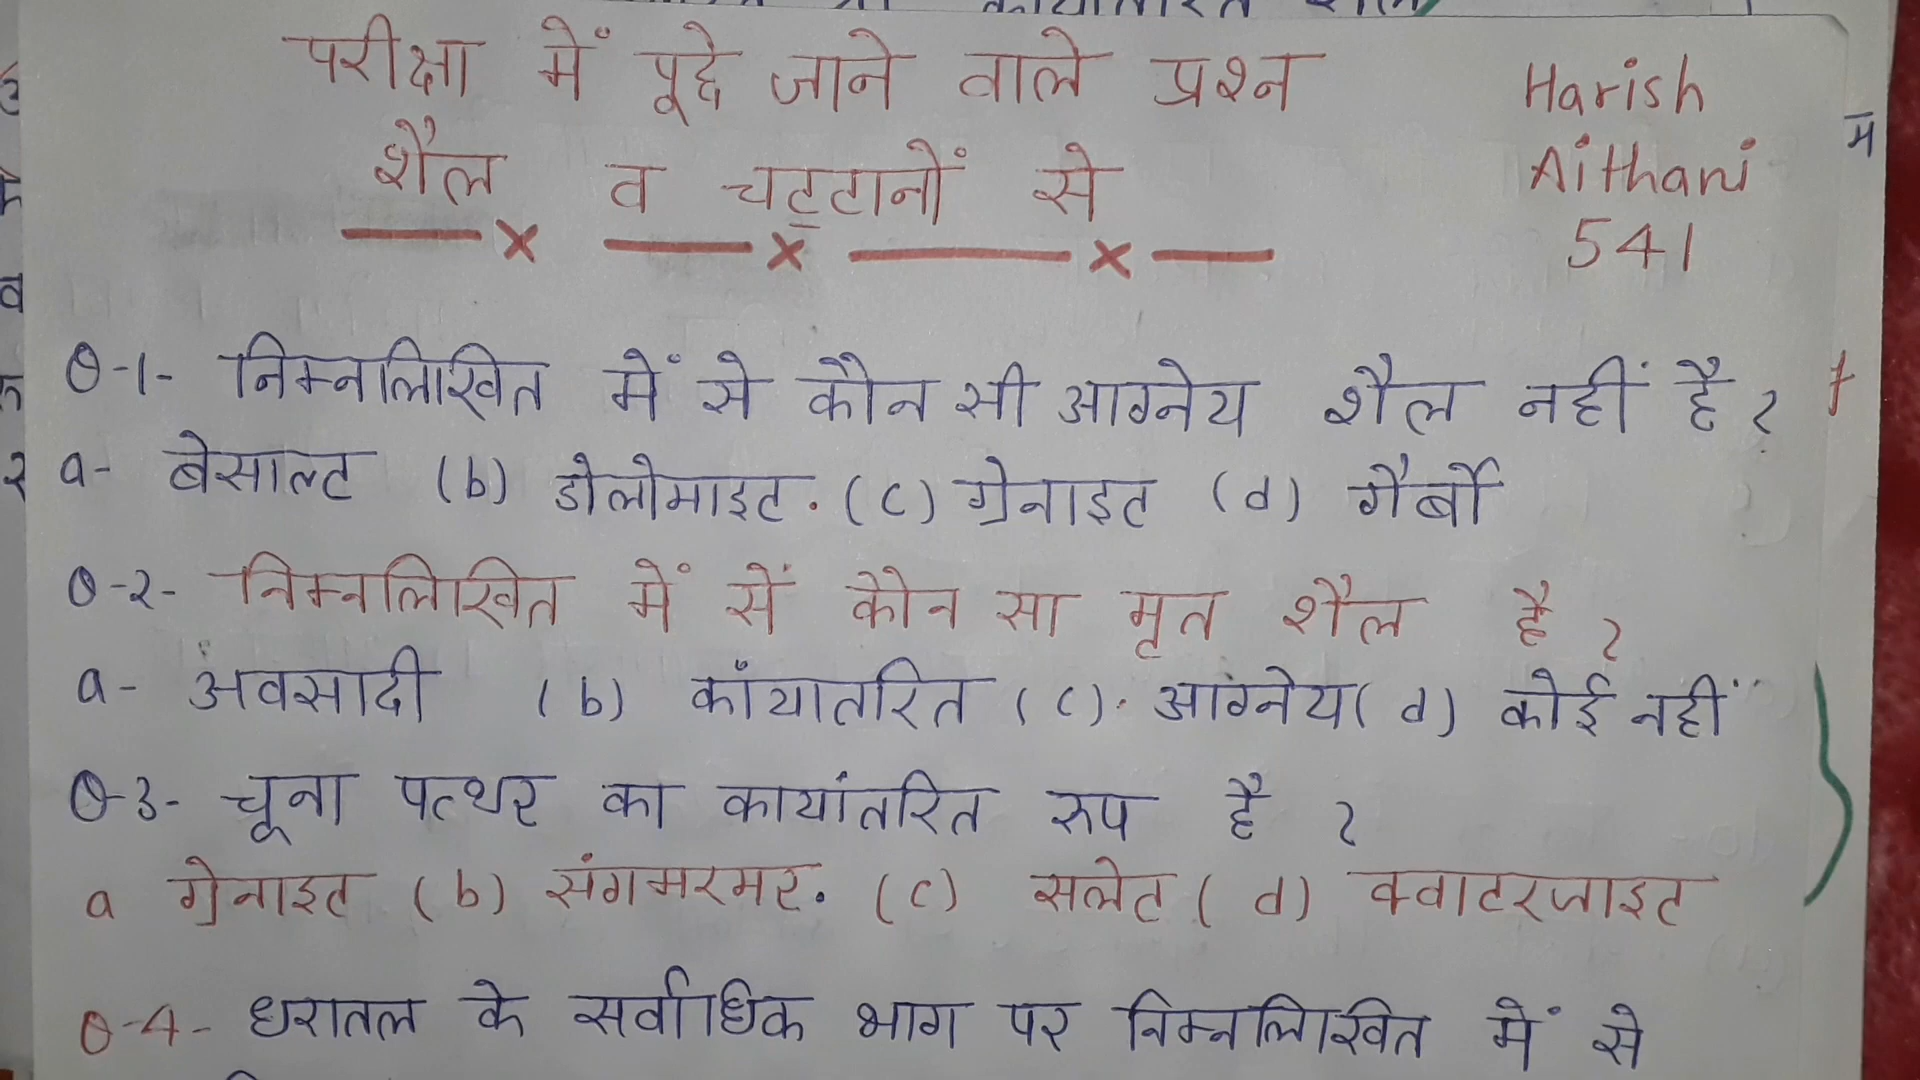 परीक्षा में पूछे जाने वाले प्रश्न
शैल व चट्टानों से
Harish
Aithani
541
Q-1- निम्नलिखित में से कौन सी आग्नेय शैल नहीं है ?
a- बेसाल्ट (b) डोलोमाइट. (c) ग्रेनाइट (d) गैर्बो
Q-2- निम्नलिखित में सें कौन सा मृत शैल है ?
a- अंवसादी (b) कांयातरित (c). आग्नेय (d) कोई नहीं
Q-3- चूना पत्थर का कायांतरित रूप है ?
a ग्रेनाइट (b) संगमरमर. (c) सलेट (d) क्वाटरजाइट
Q-4- धरातल के सर्वाधिक भाग पर निम्नलिखित में से